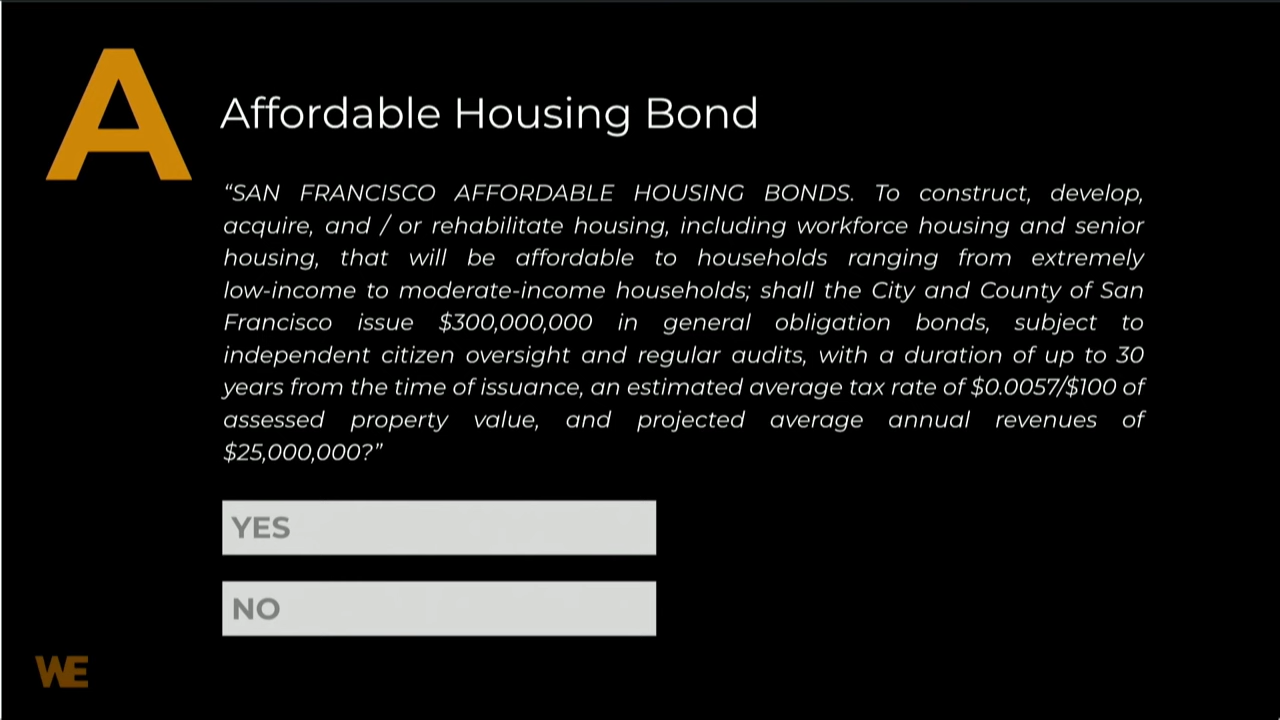 A
Affordable Housing Bond
“SAN FRANCISCO AFFORDABLE HOUSING BONDS. To construct, develop,
acquire, and / or rehabilitate housing, including workforce housing and senior
housing, that will be affordable to households ranging from extremely
low-income to moderate-income households; shall the City and County of San
Francisco issue $300,000,000 in general obligation bonds, subject to
independent citizen oversight and regular audits, with a duration of up to 30
years from the time of issuance, an estimated average tax rate of $0.0057/$100 of
assessed property value, and projected average annual revenues of
$25,000,000?”
YES
NO
WE